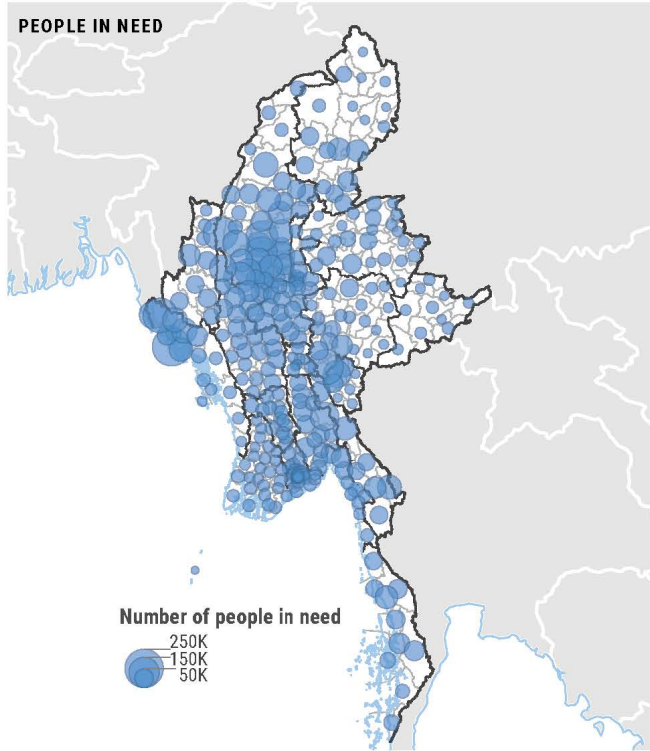 PEOPLE IN NEED
Number of people in need
250K
150K
50K